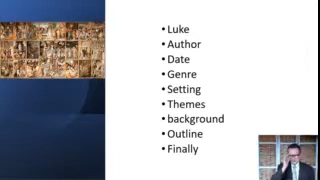 • Luke
• Author
• Date
• Genre
• Setting
• Themes
• background
• Outline
• Finally